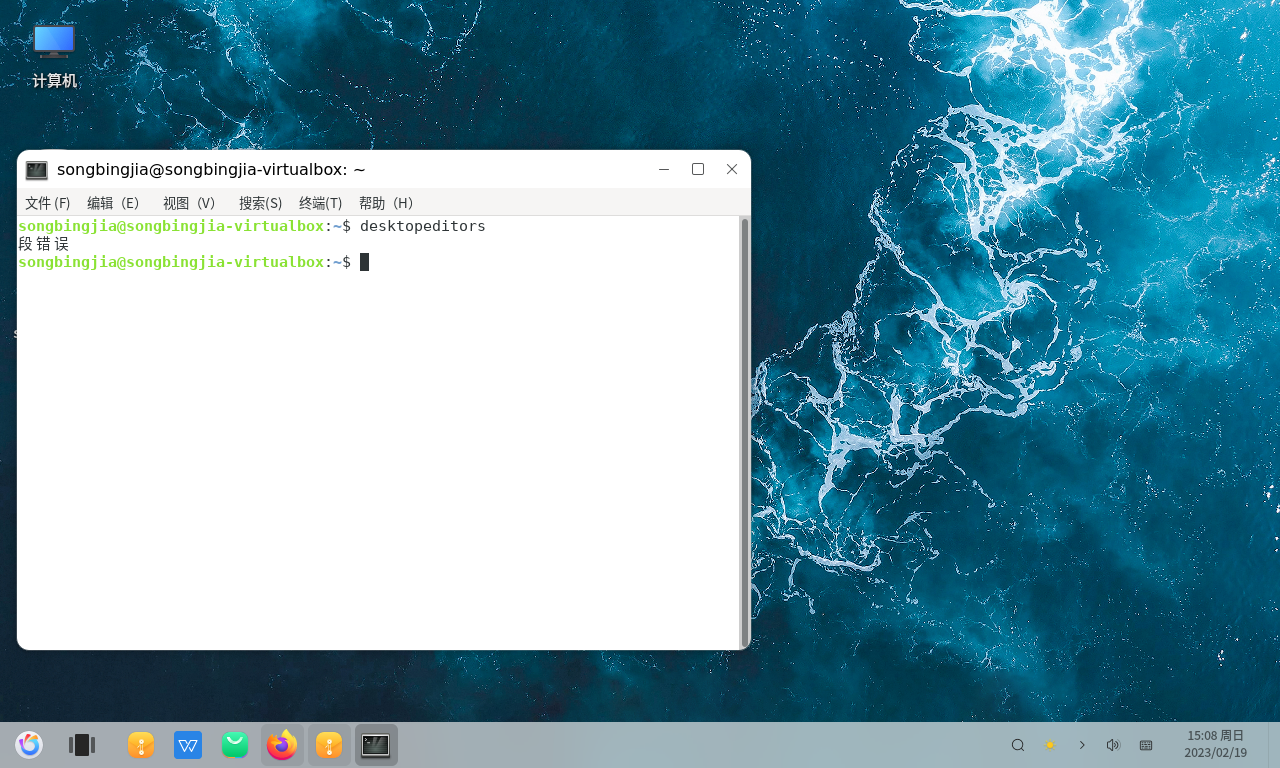 计算机
songbingjia@songbingjia-virtualbox: ~
文件 (F) 编辑（E） 视图（V） 搜索(S) 终端(T) 帮助（H）
songbingjia@songbingjia-virtualbox:~$ desktopeditors
段错误
songbingjia@songbingjia-virtualbox:~$
15:08 周日
2023/02/19